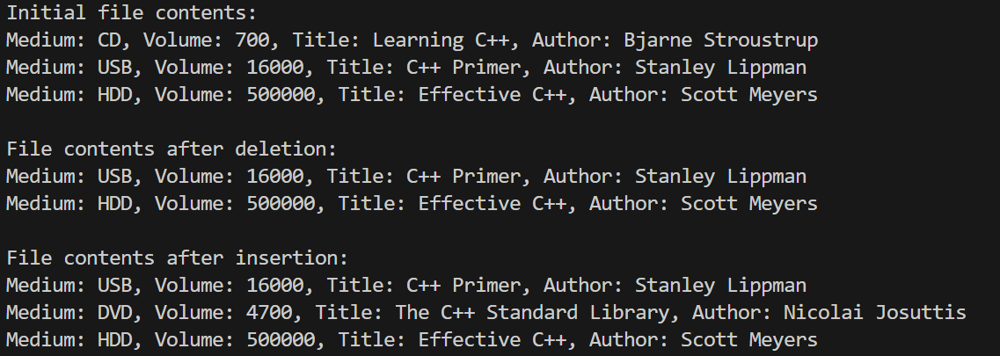 Initial file contents:
Medium: CD, Volume: 700, Title: Learning C++, Author: Bjarne Stroustrup
Medium: USB, Volume: 16000, Title: C++ Primer, Author: Stanley Lippman
Medium: HDD, Volume: 500000, Title: Effective C++, Author: Scott Meyers

File contents after deletion:
Medium: USB, Volume: 16000, Title: C++ Primer, Author: Stanley Lippman
Medium: HDD, Volume: 500000, Title: Effective C++, Author: Scott Meyers

File contents after insertion:
Medium: USB, Volume: 16000, Title: C++ Primer, Author: Stanley Lippman
Medium: DVD, Volume: 4700, Title: The C++ Standard Library, Author: Nicolai Josuttis
Medium: HDD, Volume: 500000, Title: Effective C++, Author: Scott Meyers